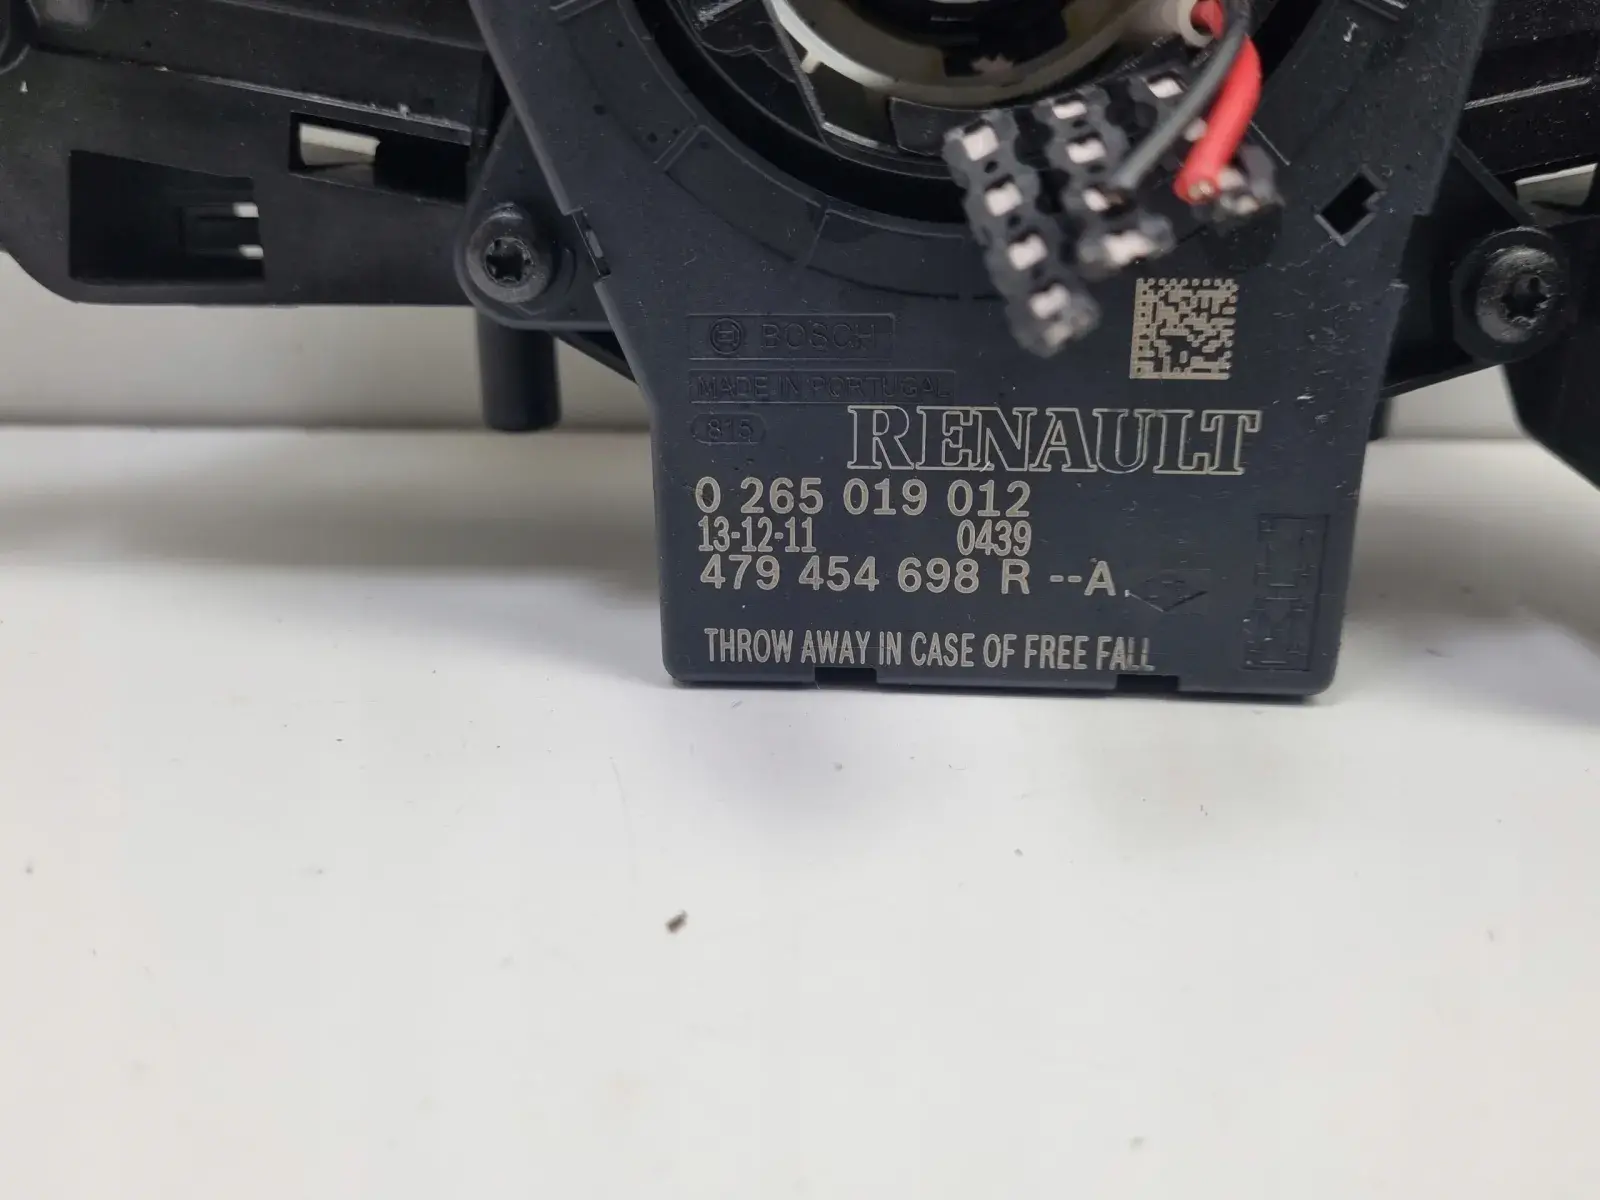 BOSCH
MADE IN PORTUGAL
815
RENAULT
0 265 019 012
13-12-11 0439
479 454 698 R --A.
THROW AWAY IN CASE OF FREE FALL